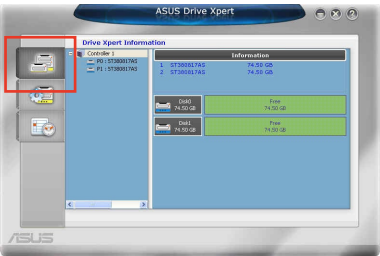 ASUS Drive Xpert
Drive Xpert Information
Controller 1
P0 : ST380817AS
P1 : ST380817AS
Information
1 ST380817AS 74.50 GB
2 ST380817AS 74.50 GB
Disk0
74.50 GB
Free
74.50 GB
Disk1
74.50 GB
Free
74.50 GB
ASUS